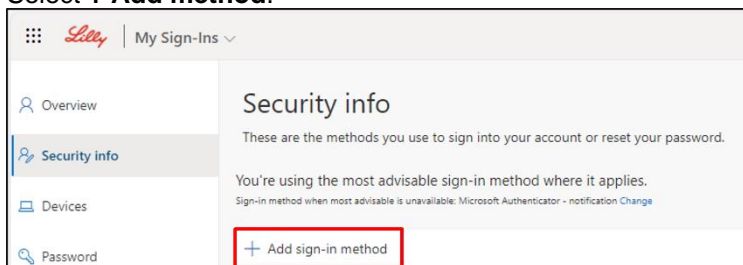 Select + Add method.
Lilly My Sign-Ins
Overview
Security info
Devices
Password
Security info
These are the methods you use to sign into your account or reset your password.
You're using the most advisable sign-in method where it applies.
Sign-in method when most advisable is unavailable: Microsoft Authenticator - notification Change
+ Add sign-in method